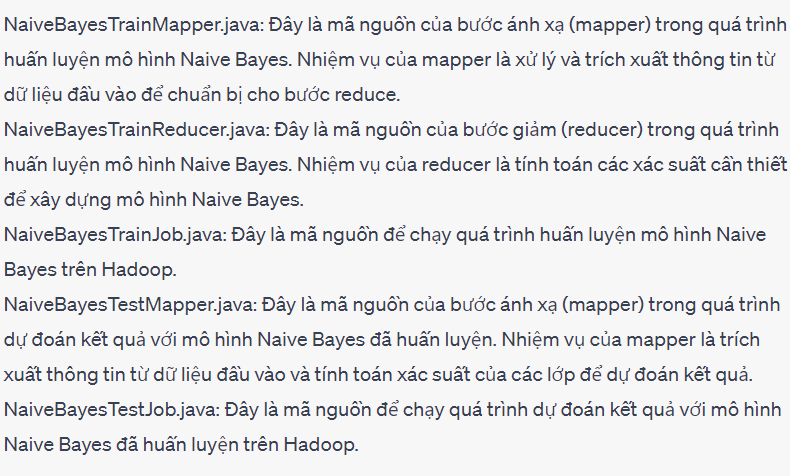 NaiveBayesTrainMapper.java: Đây là mã nguồn của bước ánh xạ (mapper) trong quá trình
huấn luyện mô hình Naive Bayes. Nhiệm vụ của mapper là xử lý và trích xuất thông tin từ
dữ liệu đầu vào để chuẩn bị cho bước reduce.
NaiveBayesTrainReducer.java: Đây là mã nguồn của bước giảm (reducer) trong quá trình
huấn luyện mô hình Naive Bayes. Nhiệm vụ của reducer là tính toán các xác suất cần thiết
để xây dựng mô hình Naive Bayes.
NaiveBayesTrainJob.java: Đây là mã nguồn để chạy quá trình huấn luyện mô hình Naive
Bayes trên Hadoop.
NaiveBayesTestMapper.java: Đây là mã nguồn của bước ánh xạ (mapper) trong quá trình
dự đoán kết quả với mô hình Naive Bayes đã huấn luyện. Nhiệm vụ của mapper là trích
xuất thông tin từ dữ liệu đầu vào và tính toán xác suất của các lớp để dự đoán kết quả.
NaiveBayesTestJob.java: Đây là mã nguồn để chạy quá trình dự đoán kết quả với mô hình
Naive Bayes đã huấn luyện trên Hadoop.